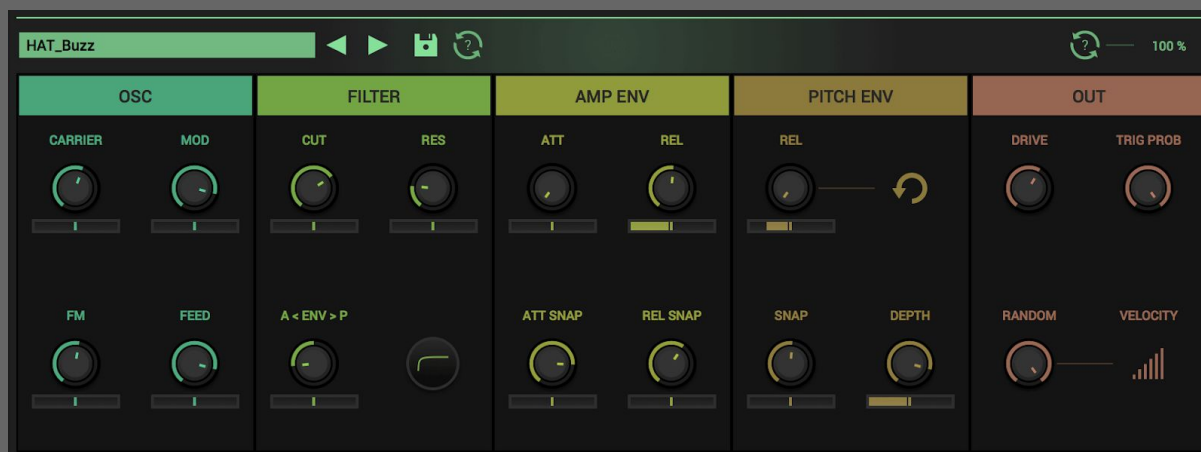 HAT_Buzz
? ? 100 %
OSC FILTER AMP ENV PITCH ENV OUT
CARRIER MOD CUT RES ATT REL REL DRIVE TRIG PROB
FM FEED A < ENV > P ATT SNAP REL SNAP SNAP DEPTH RANDOM VELOCITY